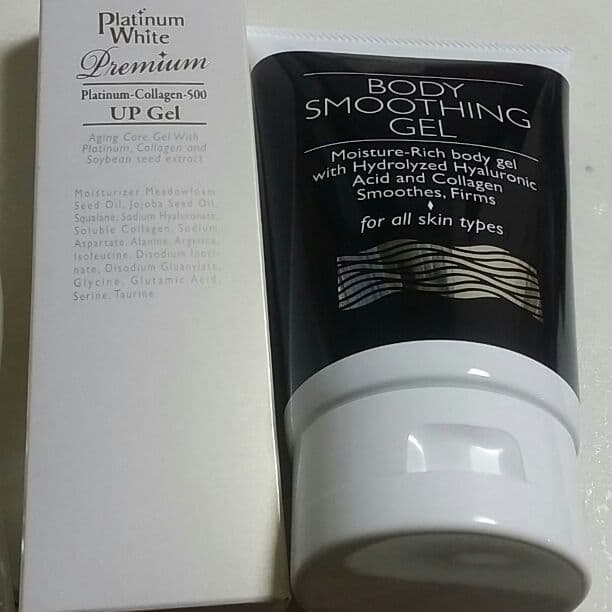 Platinum
White
Premium
Platinum-Collagen-500
UP Gel
Aging Care Gel With
Platinum, Collagen and
Soybean seed extract
Moisturizer Meadowfoam
Seed Oil, Jojoba Seed Oil,
Squalane, Sodium Hyaluronate,
Soluble Collagen, Sodium
Aspartate, Alanine, Arginine,
Isoleucine, Disodium Inosi-
nate, Disodium Guanylate,
Glycine, Glutamic Acid,
Serine, Taurine
BODY
SMOOTHING
GEL
Moisture-Rich body gel
with Hydrolyzed Hyaluronic
Acid and Collagen
Smoothes, Firms
for all skin types